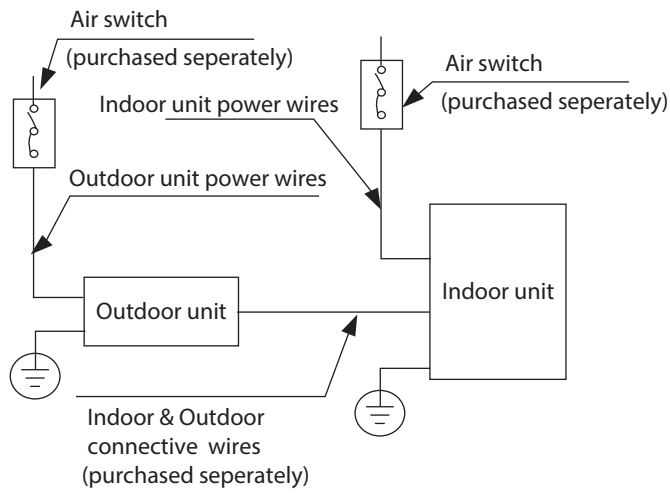 Air switch
(purchased seperately)
Air switch
(purchased seperately)
Indoor unit power wires
Outdoor unit power wires
Outdoor unit
Indoor unit
Indoor & Outdoor
connective wires
(purchased seperately)